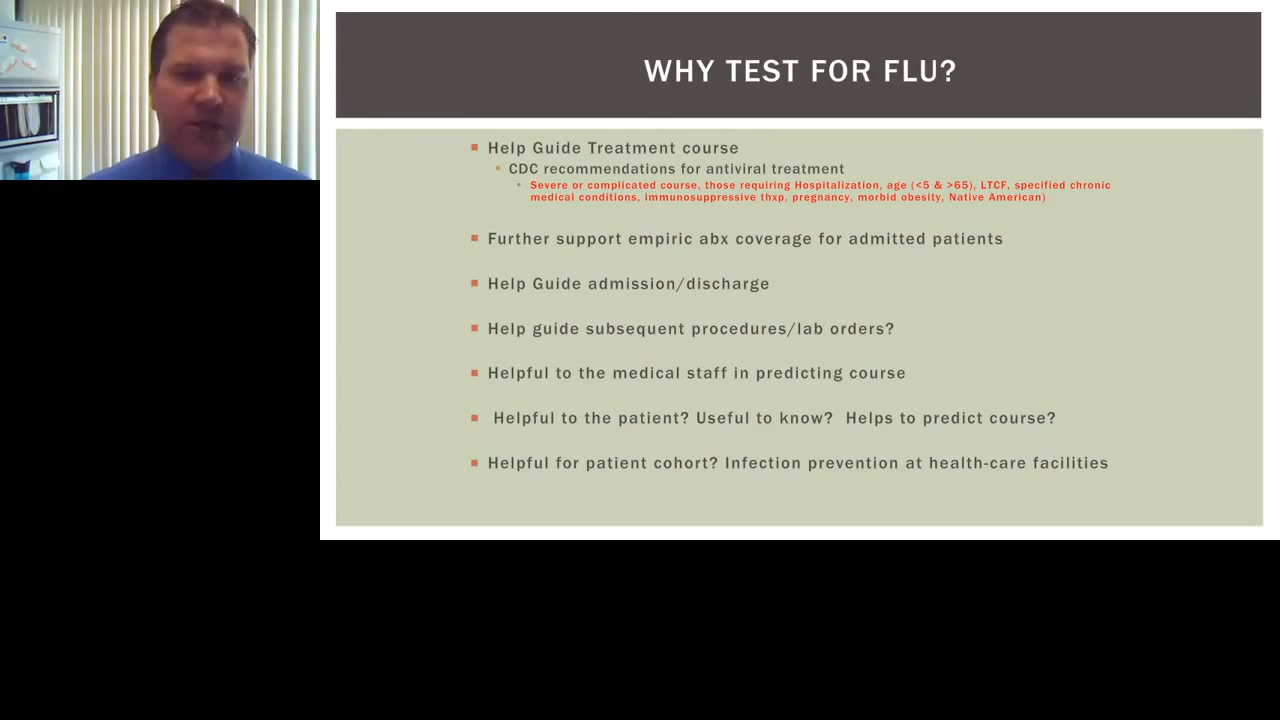 WHY TEST FOR FLU?
Help Guide Treatment course
CDC recommendations for antiviral treatment
Severe or complicated course, those requiring Hospitalization, age (<5 & >65), LTCF, specified chronic
medical conditions, immunosuppressive thxp, pregnancy, morbid obesity, Native American)
Further support empiric abx coverage for admitted patients
Help Guide admission/discharge
Help guide subsequent procedures/lab orders?
Helpful to the medical staff in predicting course
Helpful to the patient? Useful to know? Helps to predict course?
Helpful for patient cohort? Infection prevention at health-care facilities